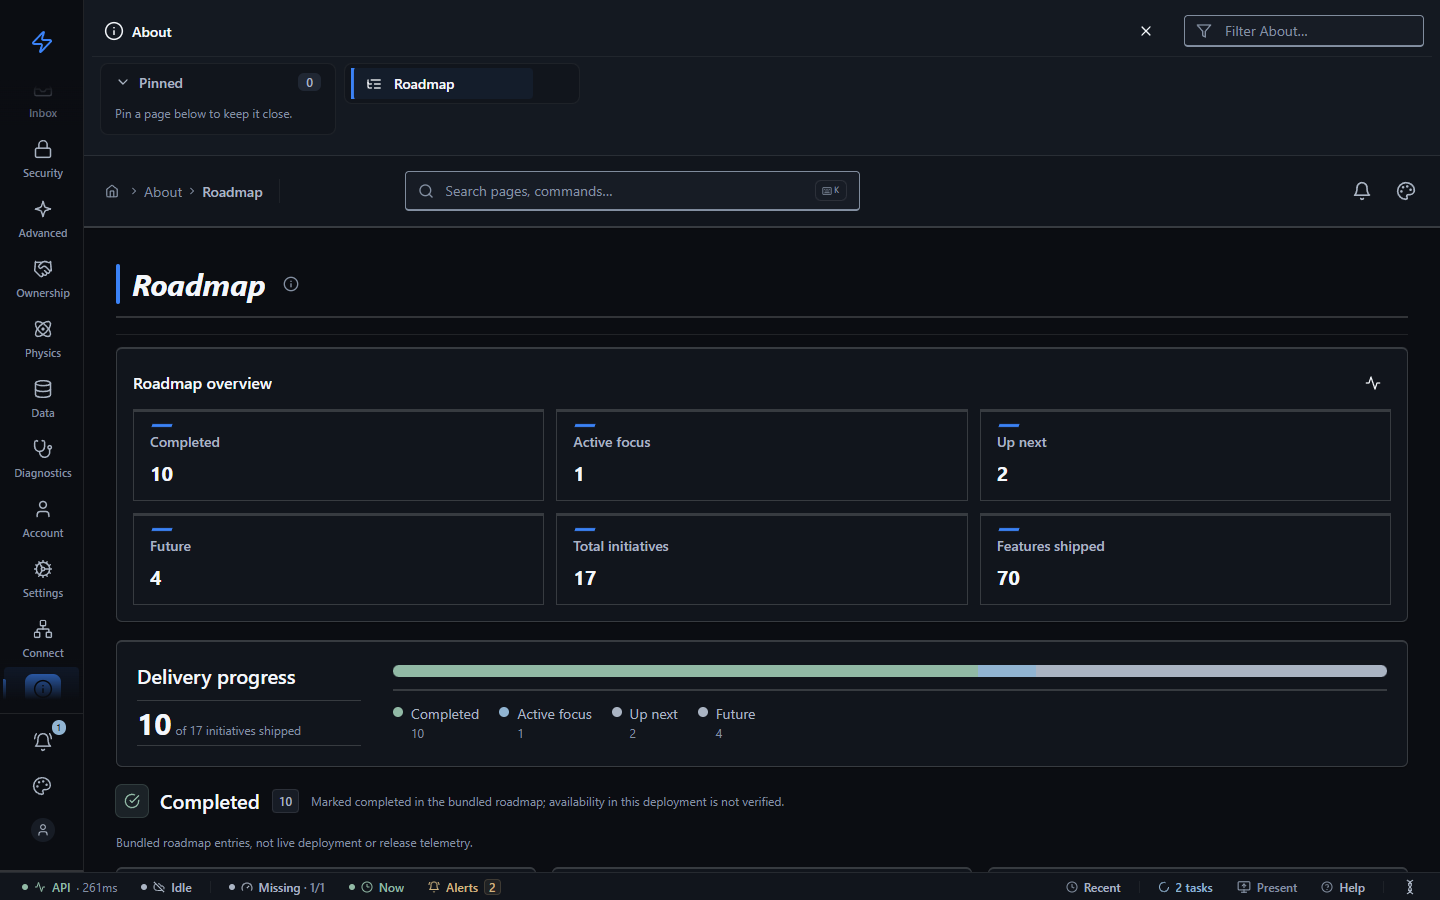 About
Filter About...
Pinned
0
Pin a page below to keep it close.
Roadmap
Inbox
Security
Advanced
Ownership
Physics
Data
Diagnostics
Account
Settings
Connect
1
About
Roadmap
Search pages, commands...
K
Roadmap
Roadmap overview
Completed
10
Active focus
1
Up next
2
Future
4
Total initiatives
17
Features shipped
70
Delivery progress
10 of 17 initiatives shipped
Completed
10
Active focus
1
Up next
2
Future
4
Completed
10
Marked completed in the bundled roadmap; availability in this deployment is not verified.
Bundled roadmap entries, not live deployment or release telemetry.
API · 261ms
Idle
Missing · 1/1
Now
Alerts 2
Recent
2 tasks
Present
Help